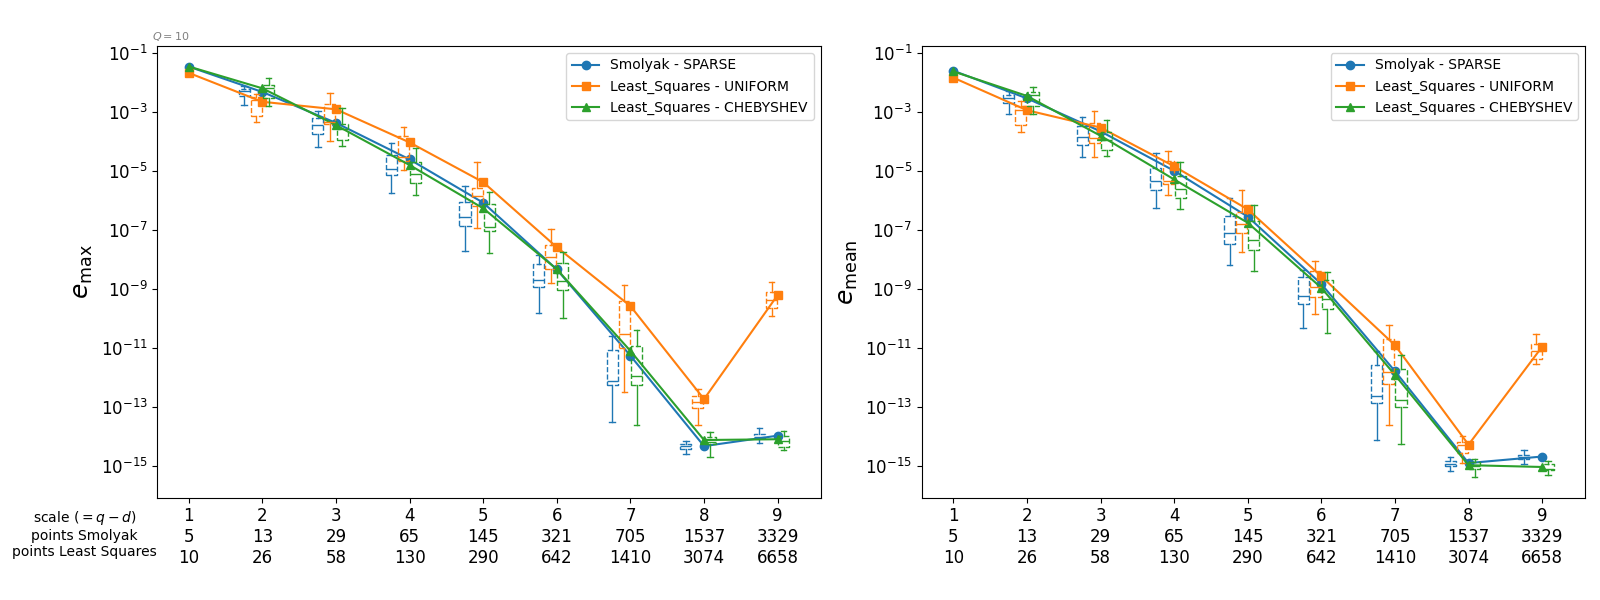 Q = 10
Smolyak - SPARSE
Least_Squares - UNIFORM
Least_Squares - CHEBYSHEV
10⁻¹
10⁻³
10⁻⁵
10⁻⁷
10⁻⁹
10⁻¹¹
10⁻¹³
10⁻¹⁵
e_max
scale (= q − d) 1 2 3 4 5 6 7 8 9
points Smolyak 5 13 29 65 145 321 705 1537 3329
points Least Squares 10 26 58 130 290 642 1410 3074 6658
Smolyak - SPARSE
Least_Squares - UNIFORM
Least_Squares - CHEBYSHEV
10⁻¹
10⁻³
10⁻⁵
10⁻⁷
10⁻⁹
10⁻¹¹
10⁻¹³
10⁻¹⁵
e_mean
1 2 3 4 5 6 7 8 9
5 13 29 65 145 321 705 1537 3329
10 26 58 130 290 642 1410 3074 6658